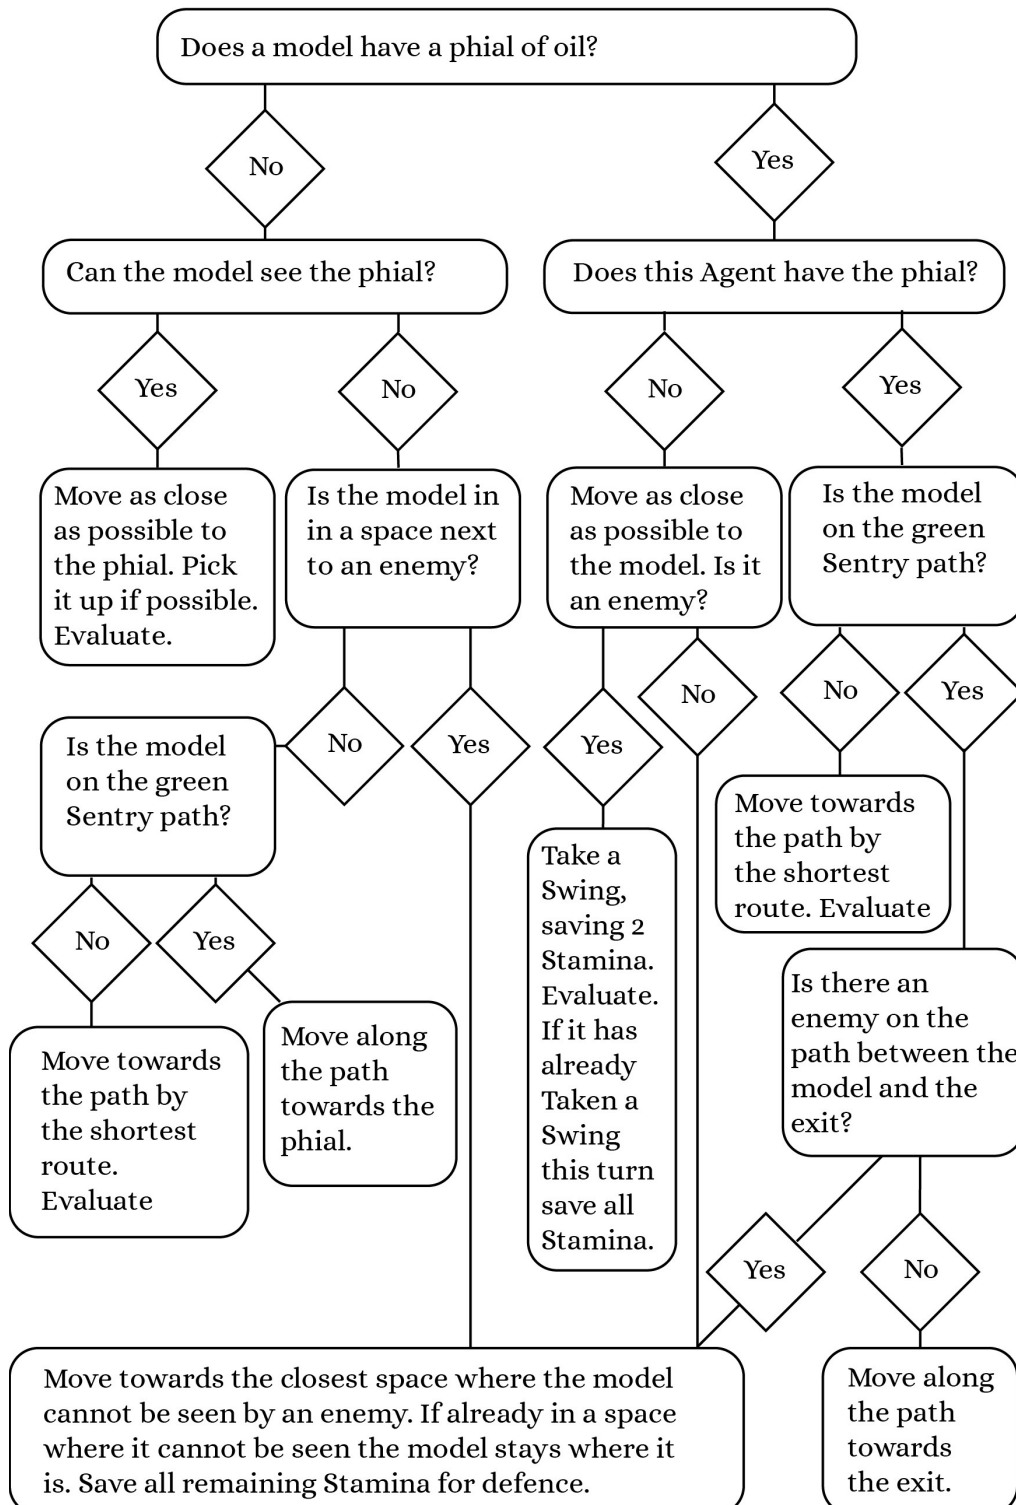 Does a model have a phial of oil?
No
Yes
Can the model see the phial?
Does this Agent have the phial?
Yes
No
No
Yes
Move as close
as possible to
the phial. Pick
it up if possible.
Evaluate.
Is the model in
in a space next
to an enemy?
Move as close
as possible to
the model. Is it
an enemy?
Is the model
on the green
Sentry path?
No
Yes
Yes
No
No
Yes
Is the model
on the green
Sentry path?
No
Yes
Move towards
the path by
the shortest
route.
Evaluate
Move along
the path
towards the
phial.
Take a
Swing,
saving 2
Stamina.
Evaluate.
If it has
already
Taken a
Swing
this turn
save all
Stamina.
Move towards
the path by
the shortest
route. Evaluate
Is there an
enemy on the
path between the
model and the
exit?
Yes
No
Move towards the closest space where the model
cannot be seen by an enemy. If already in a space
where it cannot be seen the model stays where it
is. Save all remaining Stamina for defence.
Move along
the path
towards
the exit.